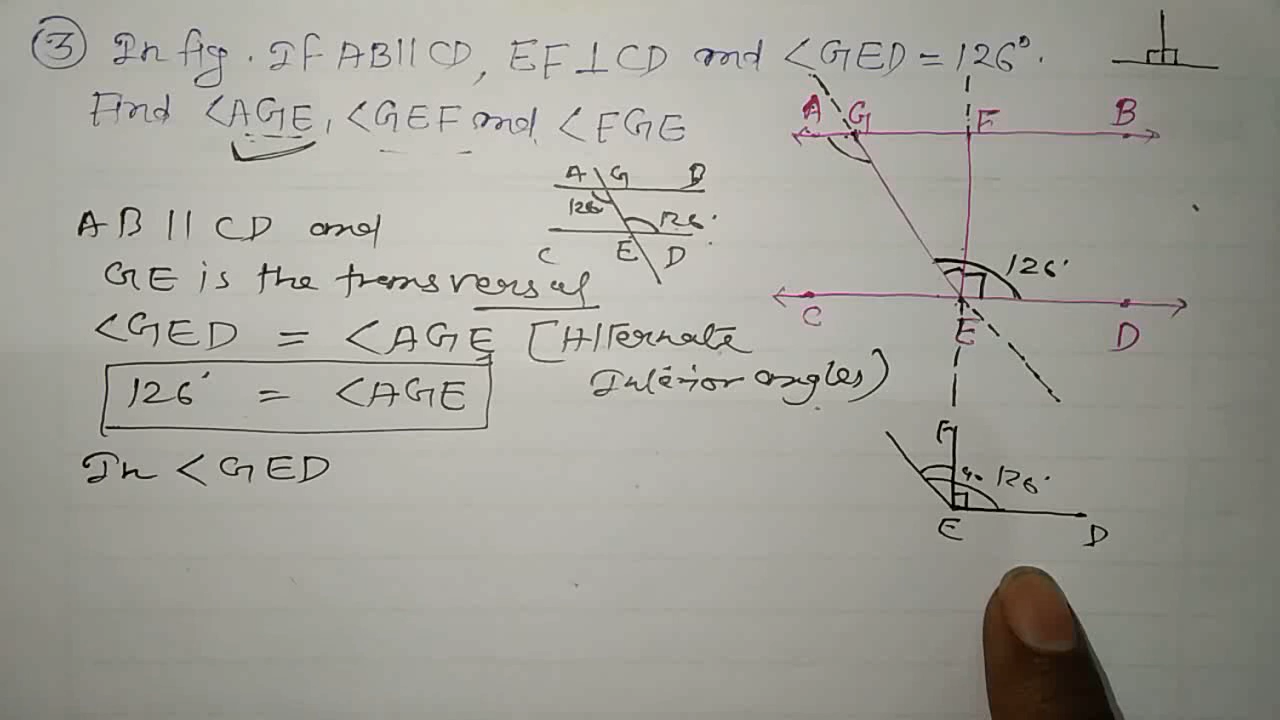 ③ In fig. If AB || CD, EF ⊥ CD and <GED = 126°.
Find <AGE, <GEF and <FGE
A G F B
A G B
126 126°
C E D
AB || CD and
GE is the transversal
126°
C E D
<GED = <AGE [Alternate
Interior angles)
126° = <AGE
In <GED
F
90 126°
E D